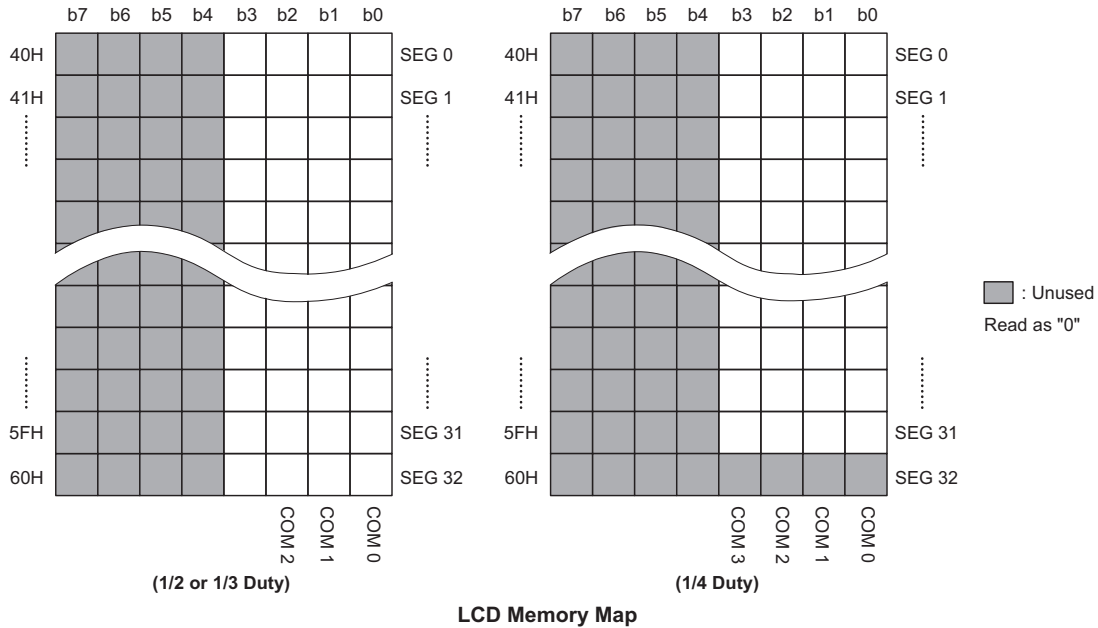 b7 b6 b5 b4 b3 b2 b1 b0
40H SEG 0
41H SEG 1
5FH SEG 31
60H SEG 32
COM 2 COM 1 COM 0
(1/2 or 1/3 Duty)
b7 b6 b5 b4 b3 b2 b1 b0
40H SEG 0
41H SEG 1
5FH SEG 31
60H SEG 32
COM 3 COM 2 COM 1 COM 0
(1/4 Duty)
: Unused
Read as "0"
LCD Memory Map